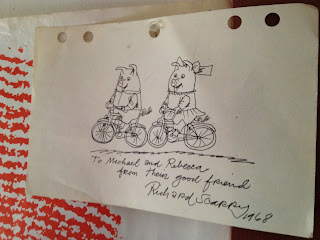 To Michael and Rebecca
from their good friend
Richard Scarry
1968